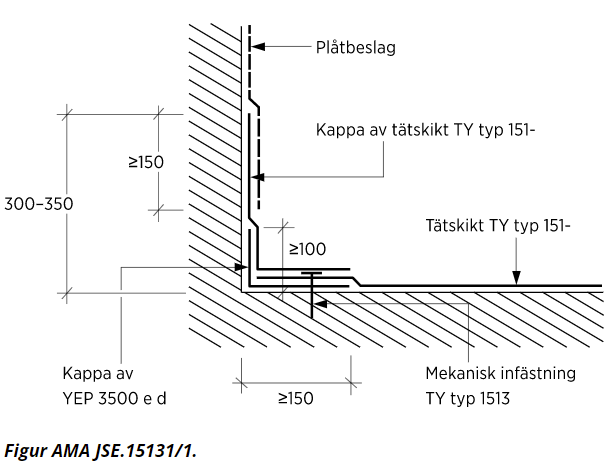 Plåtbeslag
Kappa av tätskikt TY typ 151-
≥150
300–350
Tätskikt TY typ 151-
≥100
Kappa av
YEP 3500 e d
≥150
Mekanisk infästning
TY typ 1513
Figur AMA JSE.15131/1.